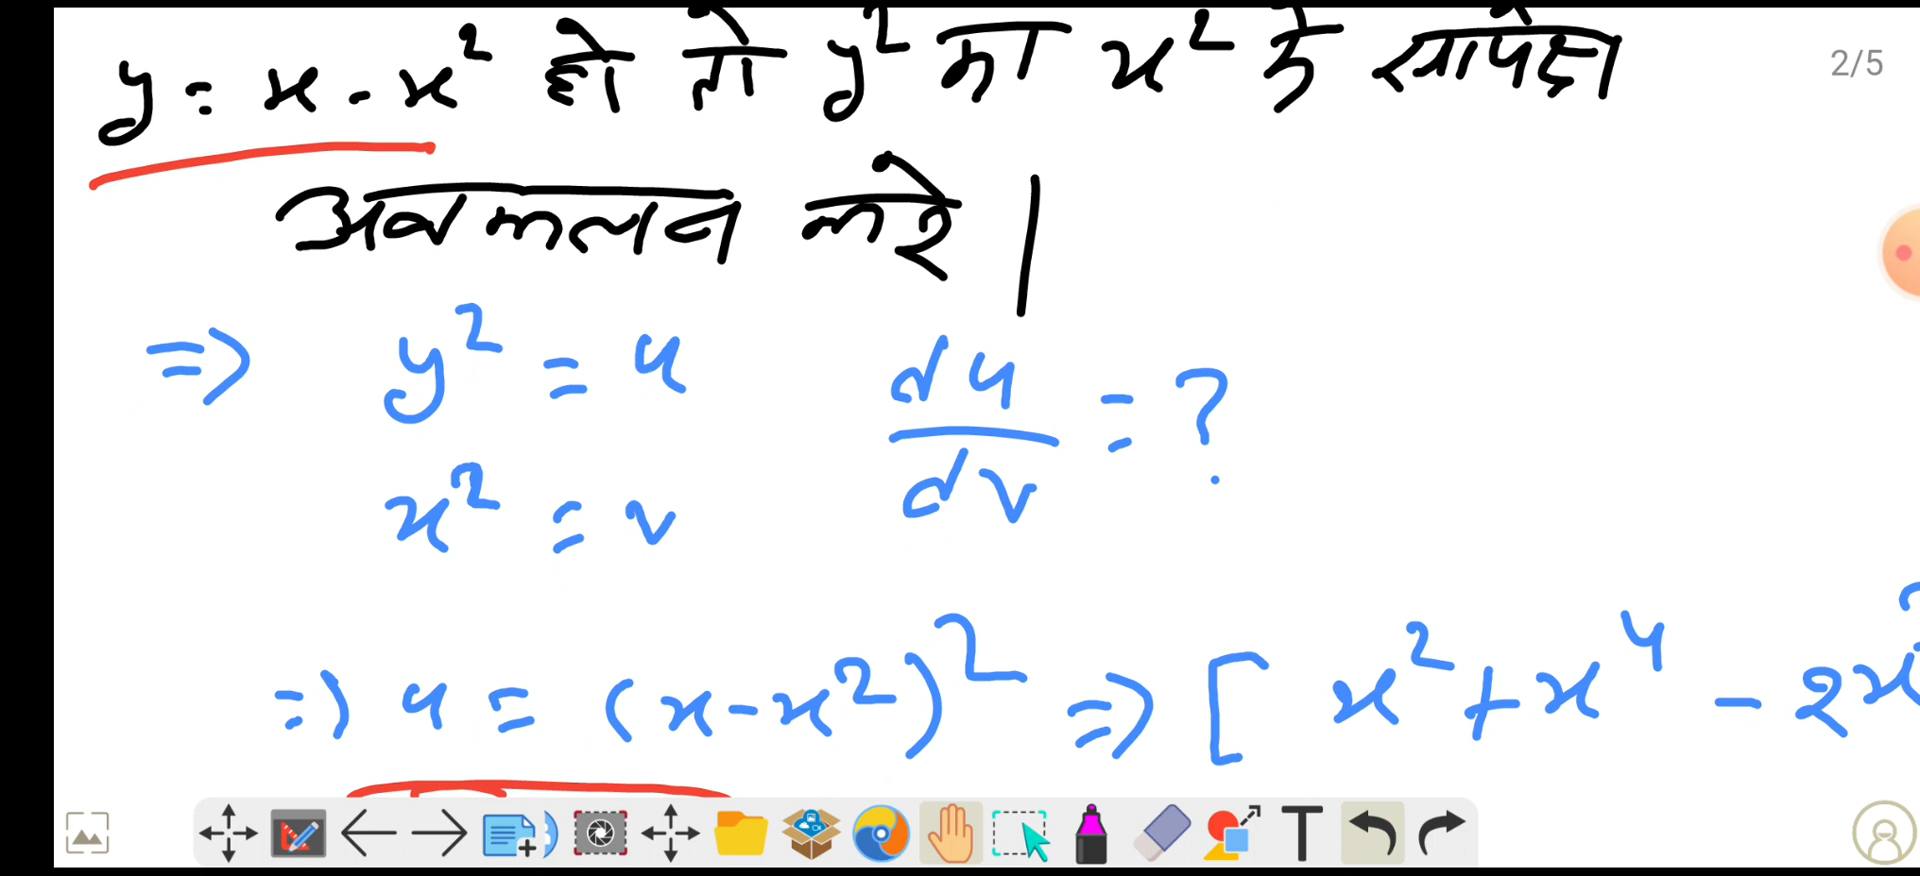 y = x - x² हो तो y² का x² के सापेक्ष
2/5
अवकलन करे |
⇒ y² = u du/dv = ?
x² = v
⇒ u = (x-x²)² ⇒ [ x² + x⁴ - 2x
T